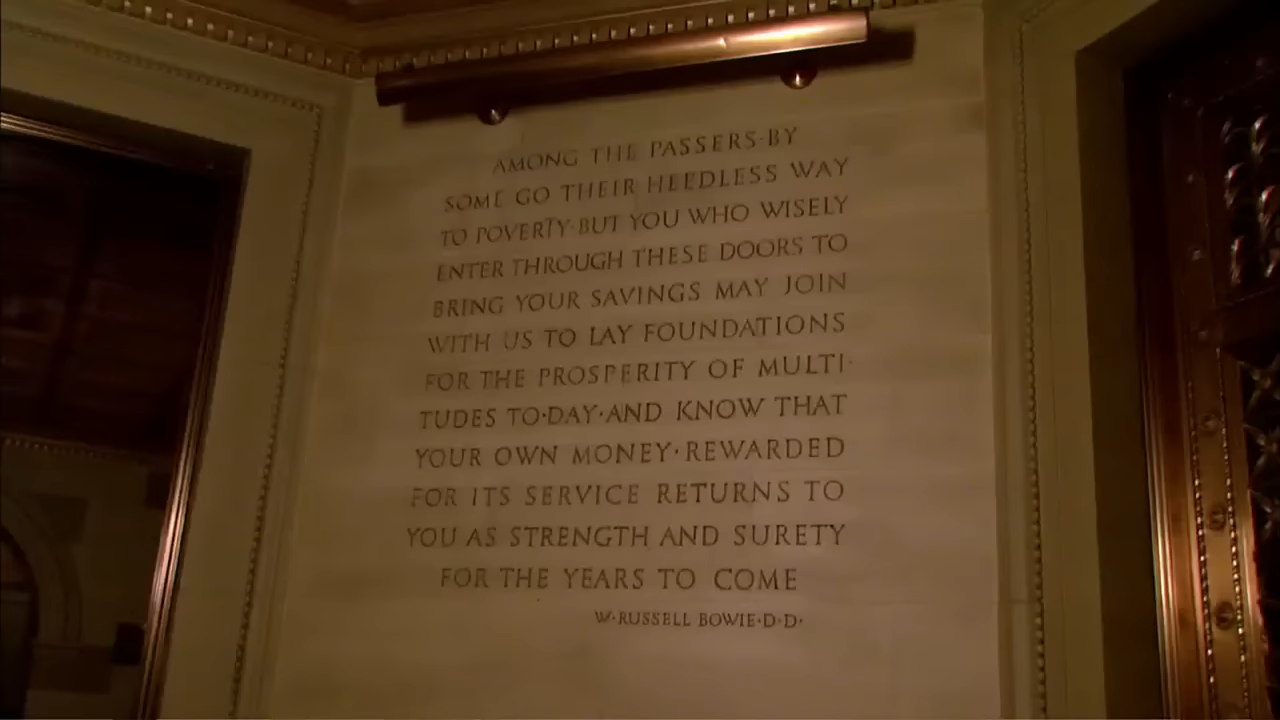 AMONG THE PASSERS·BY
SOME GO THEIR HEEDLESS WAY
TO POVERTY·BUT YOU WHO WISELY
ENTER THROUGH THESE DOORS TO
BRING YOUR SAVINGS MAY JOIN
WITH US TO LAY FOUNDATIONS
FOR THE PROSPERITY OF MULTI·
TUDES TO·DAY·AND KNOW THAT
YOUR OWN MONEY·REWARDED
FOR ITS SERVICE RETURNS TO
YOU AS STRENGTH AND SURETY
FOR THE YEARS TO COME
W·RUSSELL BOWIE·D·D·